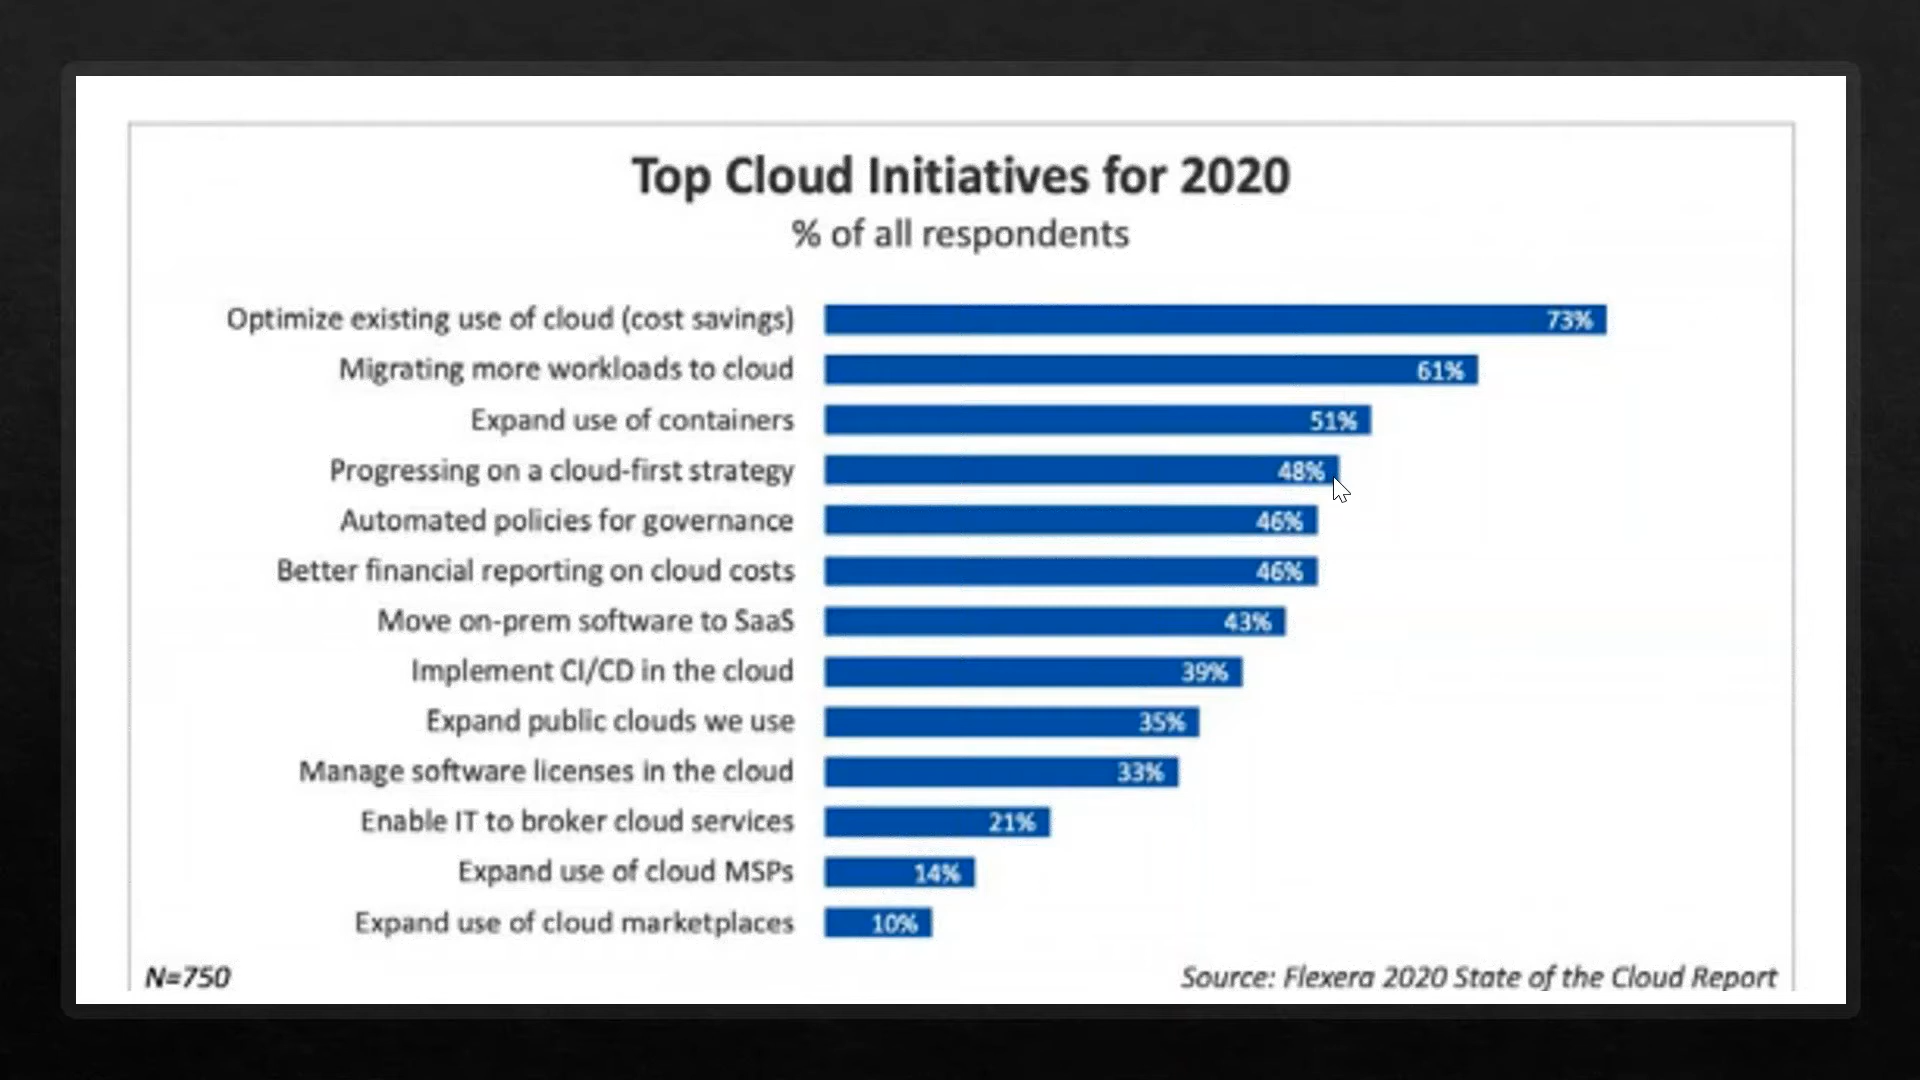 Top Cloud Initiatives for 2020
% of all respondents
Optimize existing use of cloud (cost savings) 73%
Migrating more workloads to cloud 61%
Expand use of containers 51%
Progressing on a cloud-first strategy 48%
Automated policies for governance 46%
Better financial reporting on cloud costs 46%
Move on-prem software to SaaS 43%
Implement CI/CD in the cloud 39%
Expand public clouds we use 35%
Manage software licenses in the cloud 33%
Enable IT to broker cloud services 21%
Expand use of cloud MSPs 14%
Expand use of cloud marketplaces 10%
N=750 Source: Flexera 2020 State of the Cloud Report